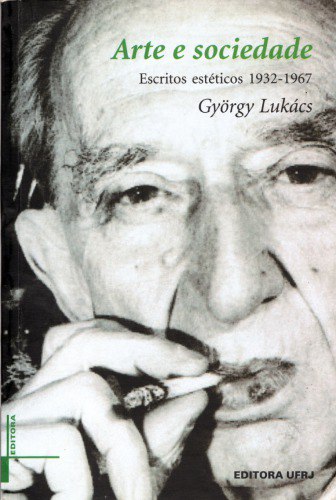 Arte e sociedade
Escritos estéticos 1932-1967
György Lukács
EDITORA
EDITORA UFRJ